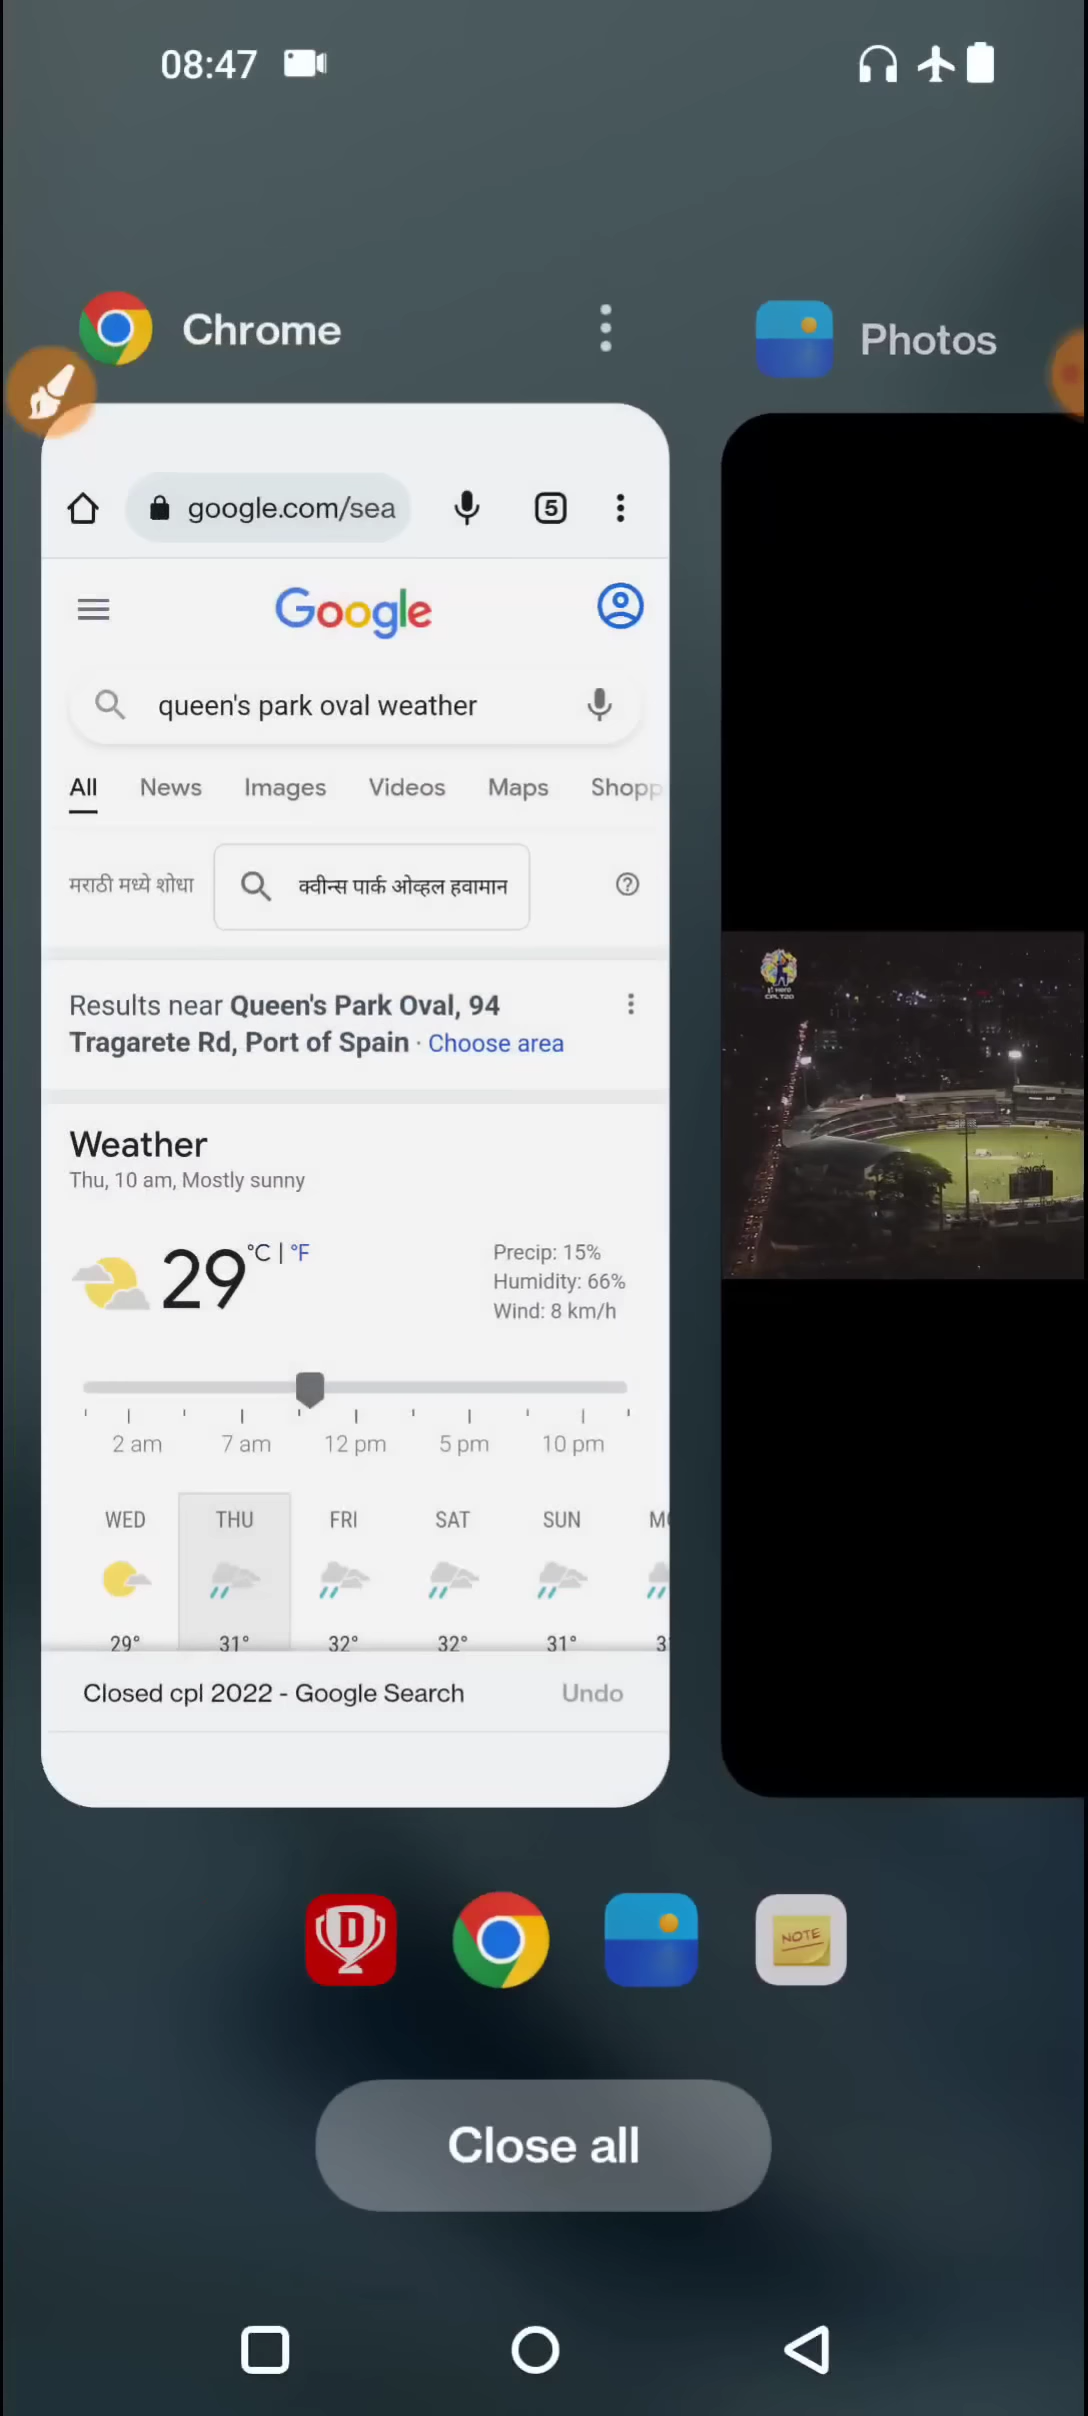 08:47
Chrome
Photos
google.com/sea
5
Google
queen's park oval weather
All News Images Videos Maps Shopp
मराठी मध्ये शोधा
क्वीन्स पार्क ओव्हल हवामान
Results near Queen's Park Oval, 94
Tragarete Rd, Port of Spain · Choose area
Weather
Thu, 10 am, Mostly sunny
29 °C | °F
Precip: 15%
Humidity: 66%
Wind: 8 km/h
2 am 7 am 12 pm 5 pm 10 pm
WED THU FRI SAT SUN M
29° 31° 32° 32° 31° 3
Closed cpl 2022 - Google Search Undo
CPLT20
D
NOTE
Close all